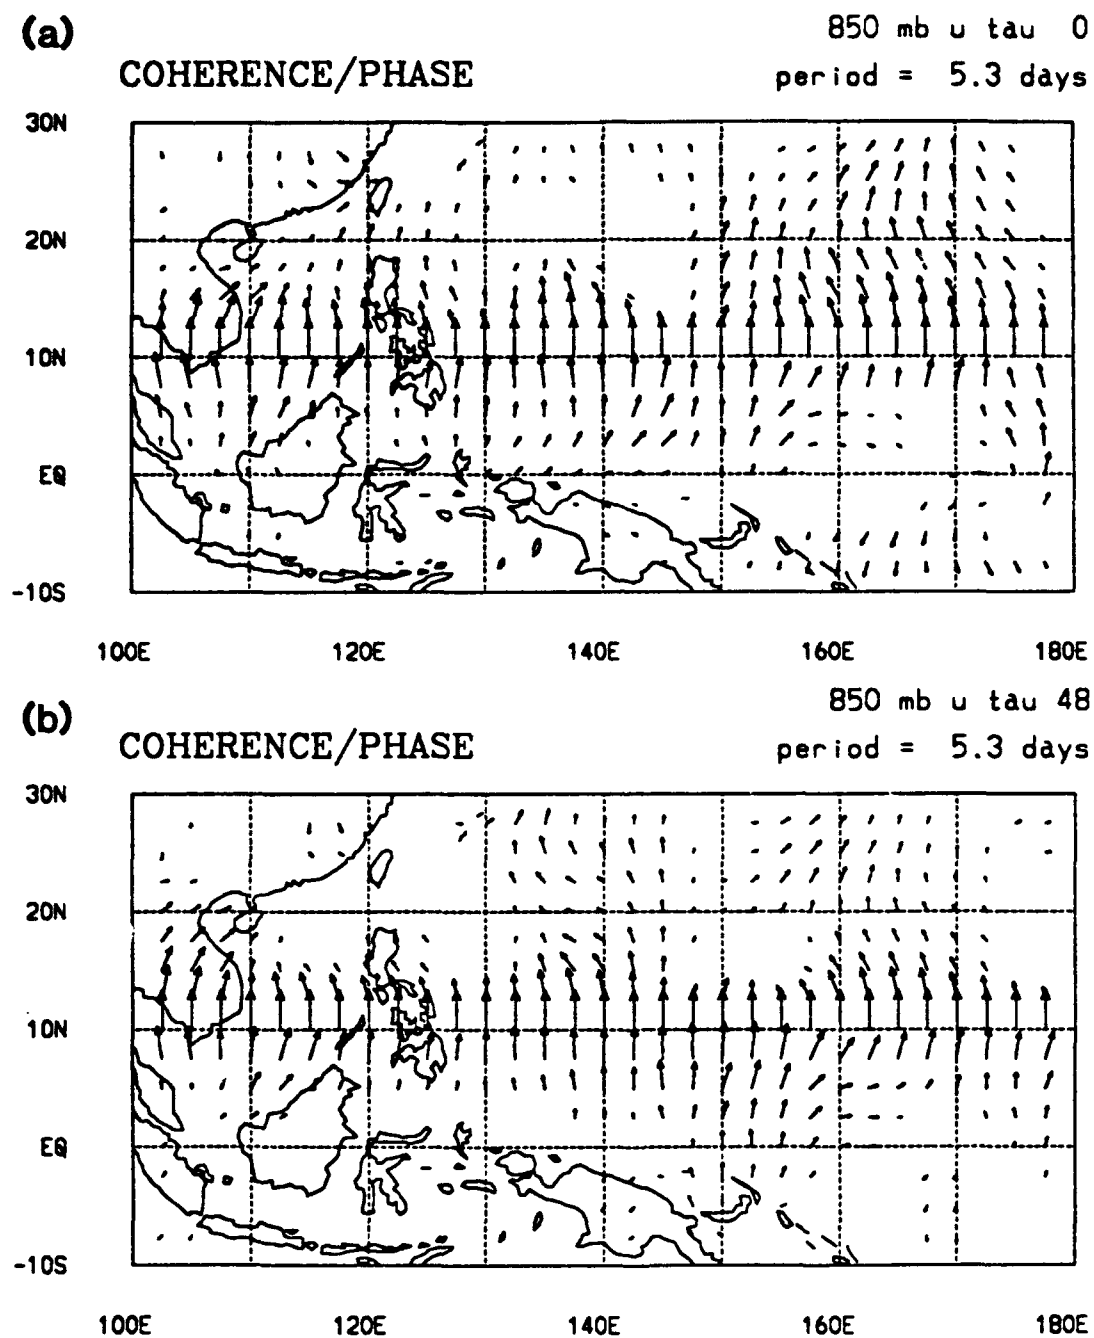 (a)
850 mb u tau 0
COHERENCE/PHASE
period = 5.3 days
30N
20N
10N
EQ
-10S
100E 120E 140E 160E 180E
(b)
850 mb u tau 48
COHERENCE/PHASE
period = 5.3 days
30N
20N
10N
EQ
-10S
100E 120E 140E 160E 180E